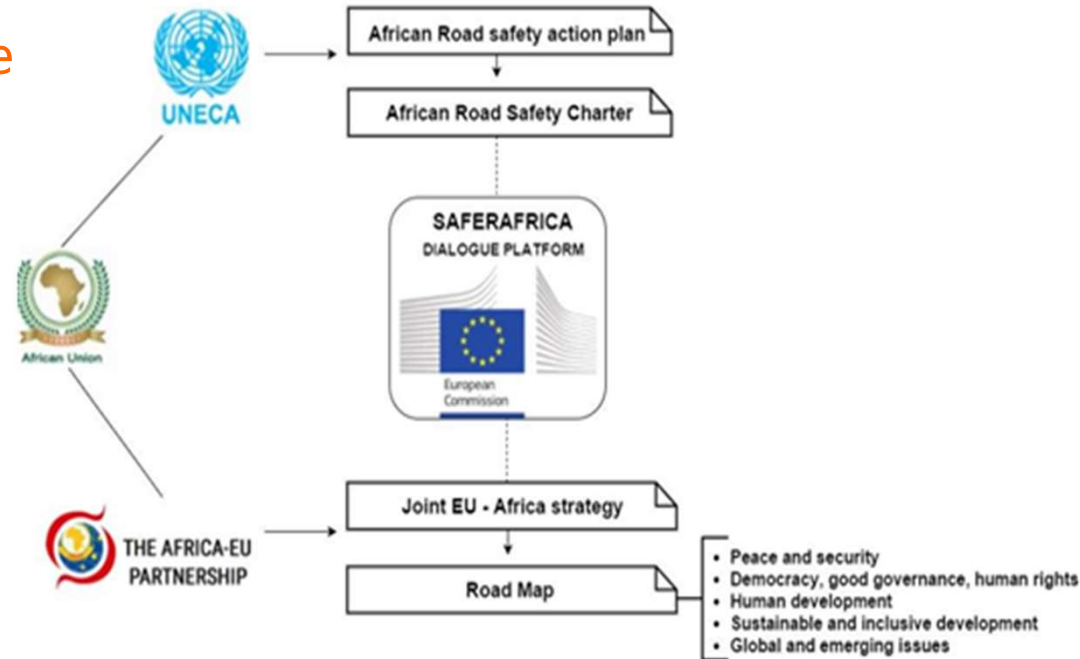 e
African Road safety action plan
UNECA
African Road Safety Charter
SAFERAFRICA
DIALOGUE PLATFORM
African Union
European
Commission
Joint EU - Africa strategy
THE AFRICA-EU
PARTNERSHIP
Road Map
• Peace and security
• Democracy, good governance, human rights
• Human development
• Sustainable and inclusive development
• Global and emerging issues